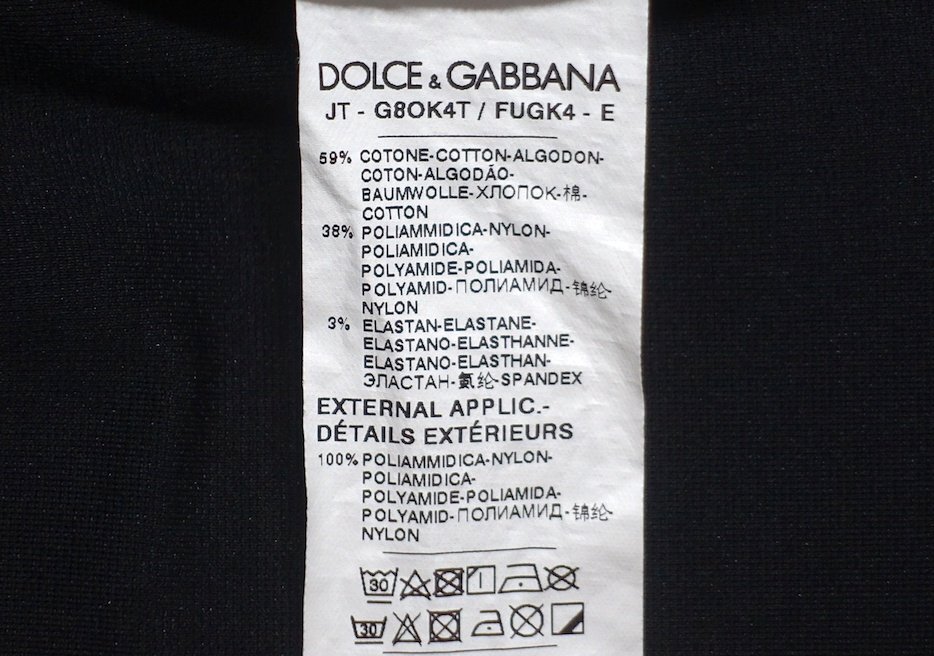 DOLCE & GABBANA
JT - G8OK4T / FUGK4 - E
59% COTONE-COTTON-ALGODON-
COTON-ALGODÃO-
BAUMWOLLE-ХЛОПОК-棉-
COTTON
38% POLIAMMIDICA-NYLON-
POLIAMIDICA-
POLYAMIDE-POLIAMIDA-
POLYAMID-ПОЛИАМИД-锦纶-
NYLON
3% ELASTAN-ELASTANE-
ELASTANO-ELASTHANNE-
ELASTANO-ELASTHAN-
ЭЛАСТАН-氨纶-SPANDEX
EXTERNAL APPLIC.-
DÉTAILS EXTÉRIEURS
100% POLIAMMIDICA-NYLON-
POLIAMIDICA-
POLYAMIDE-POLIAMIDA-
POLYAMID-ПОЛИАМИД-锦纶-
NYLON
30
30